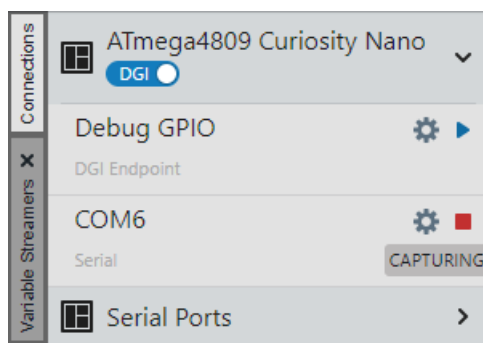 Connections
Variable Streamers
ATmega4809 Curiosity Nano
DGI
Debug GPIO
DGI Endpoint
COM6
Serial
CAPTURING
Serial Ports